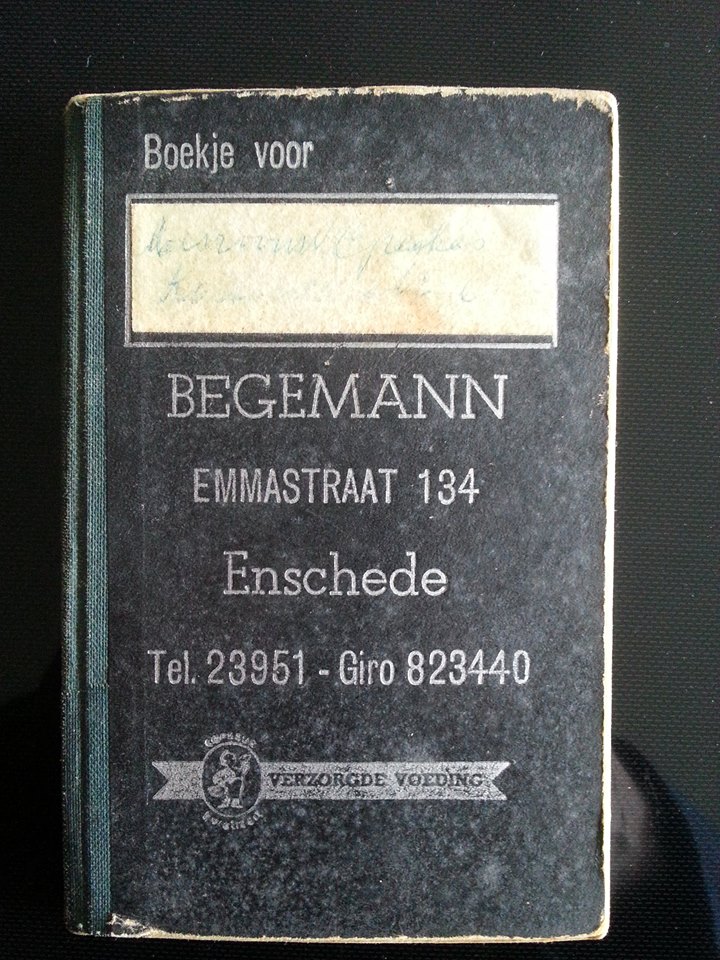 Boekje voor
BEGEMANN
EMMASTRAAT 134
Enschede
Tel. 23951 - Giro 823440
VERZORGDE VOEDING